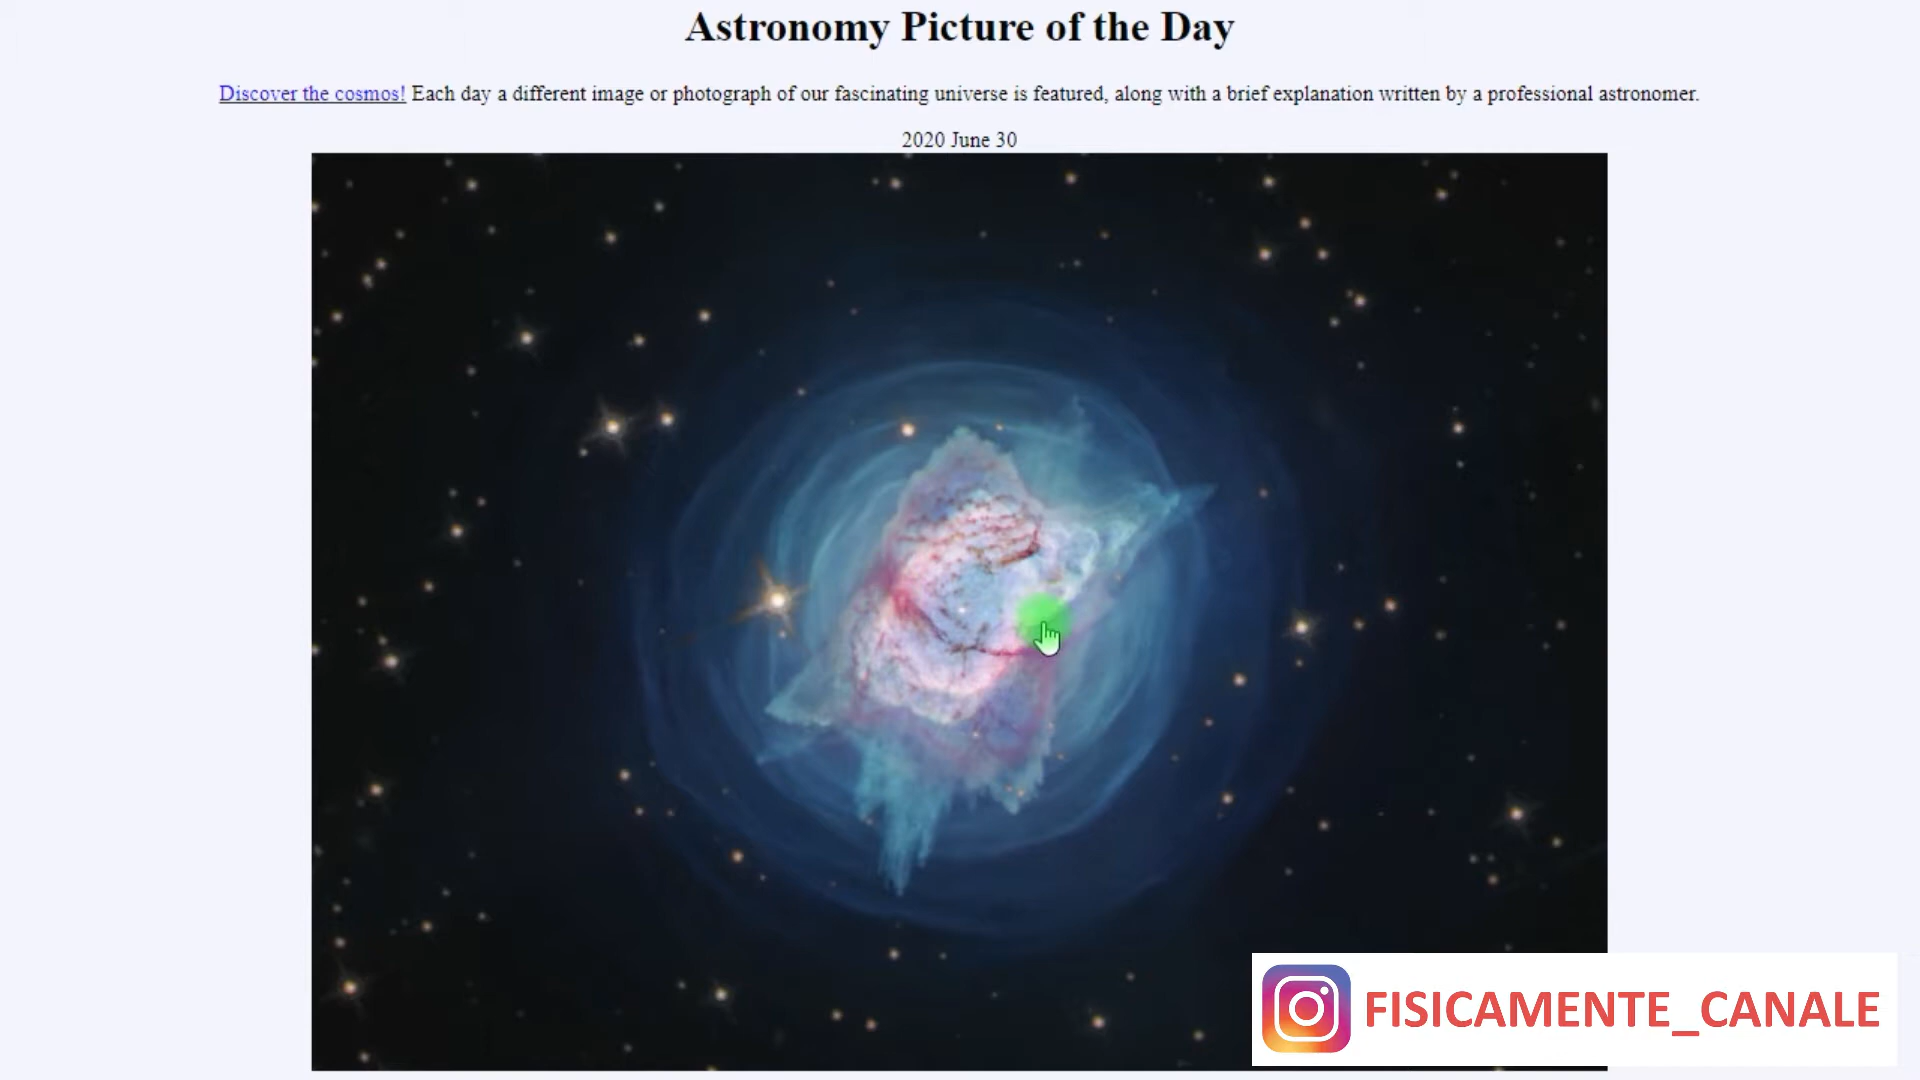 Astronomy Picture of the Day
Discover the cosmos! Each day a different image or photograph of our fascinating universe is featured, along with a brief explanation written by a professional astronomer.
2020 June 30
FISICAMENTE_CANALE